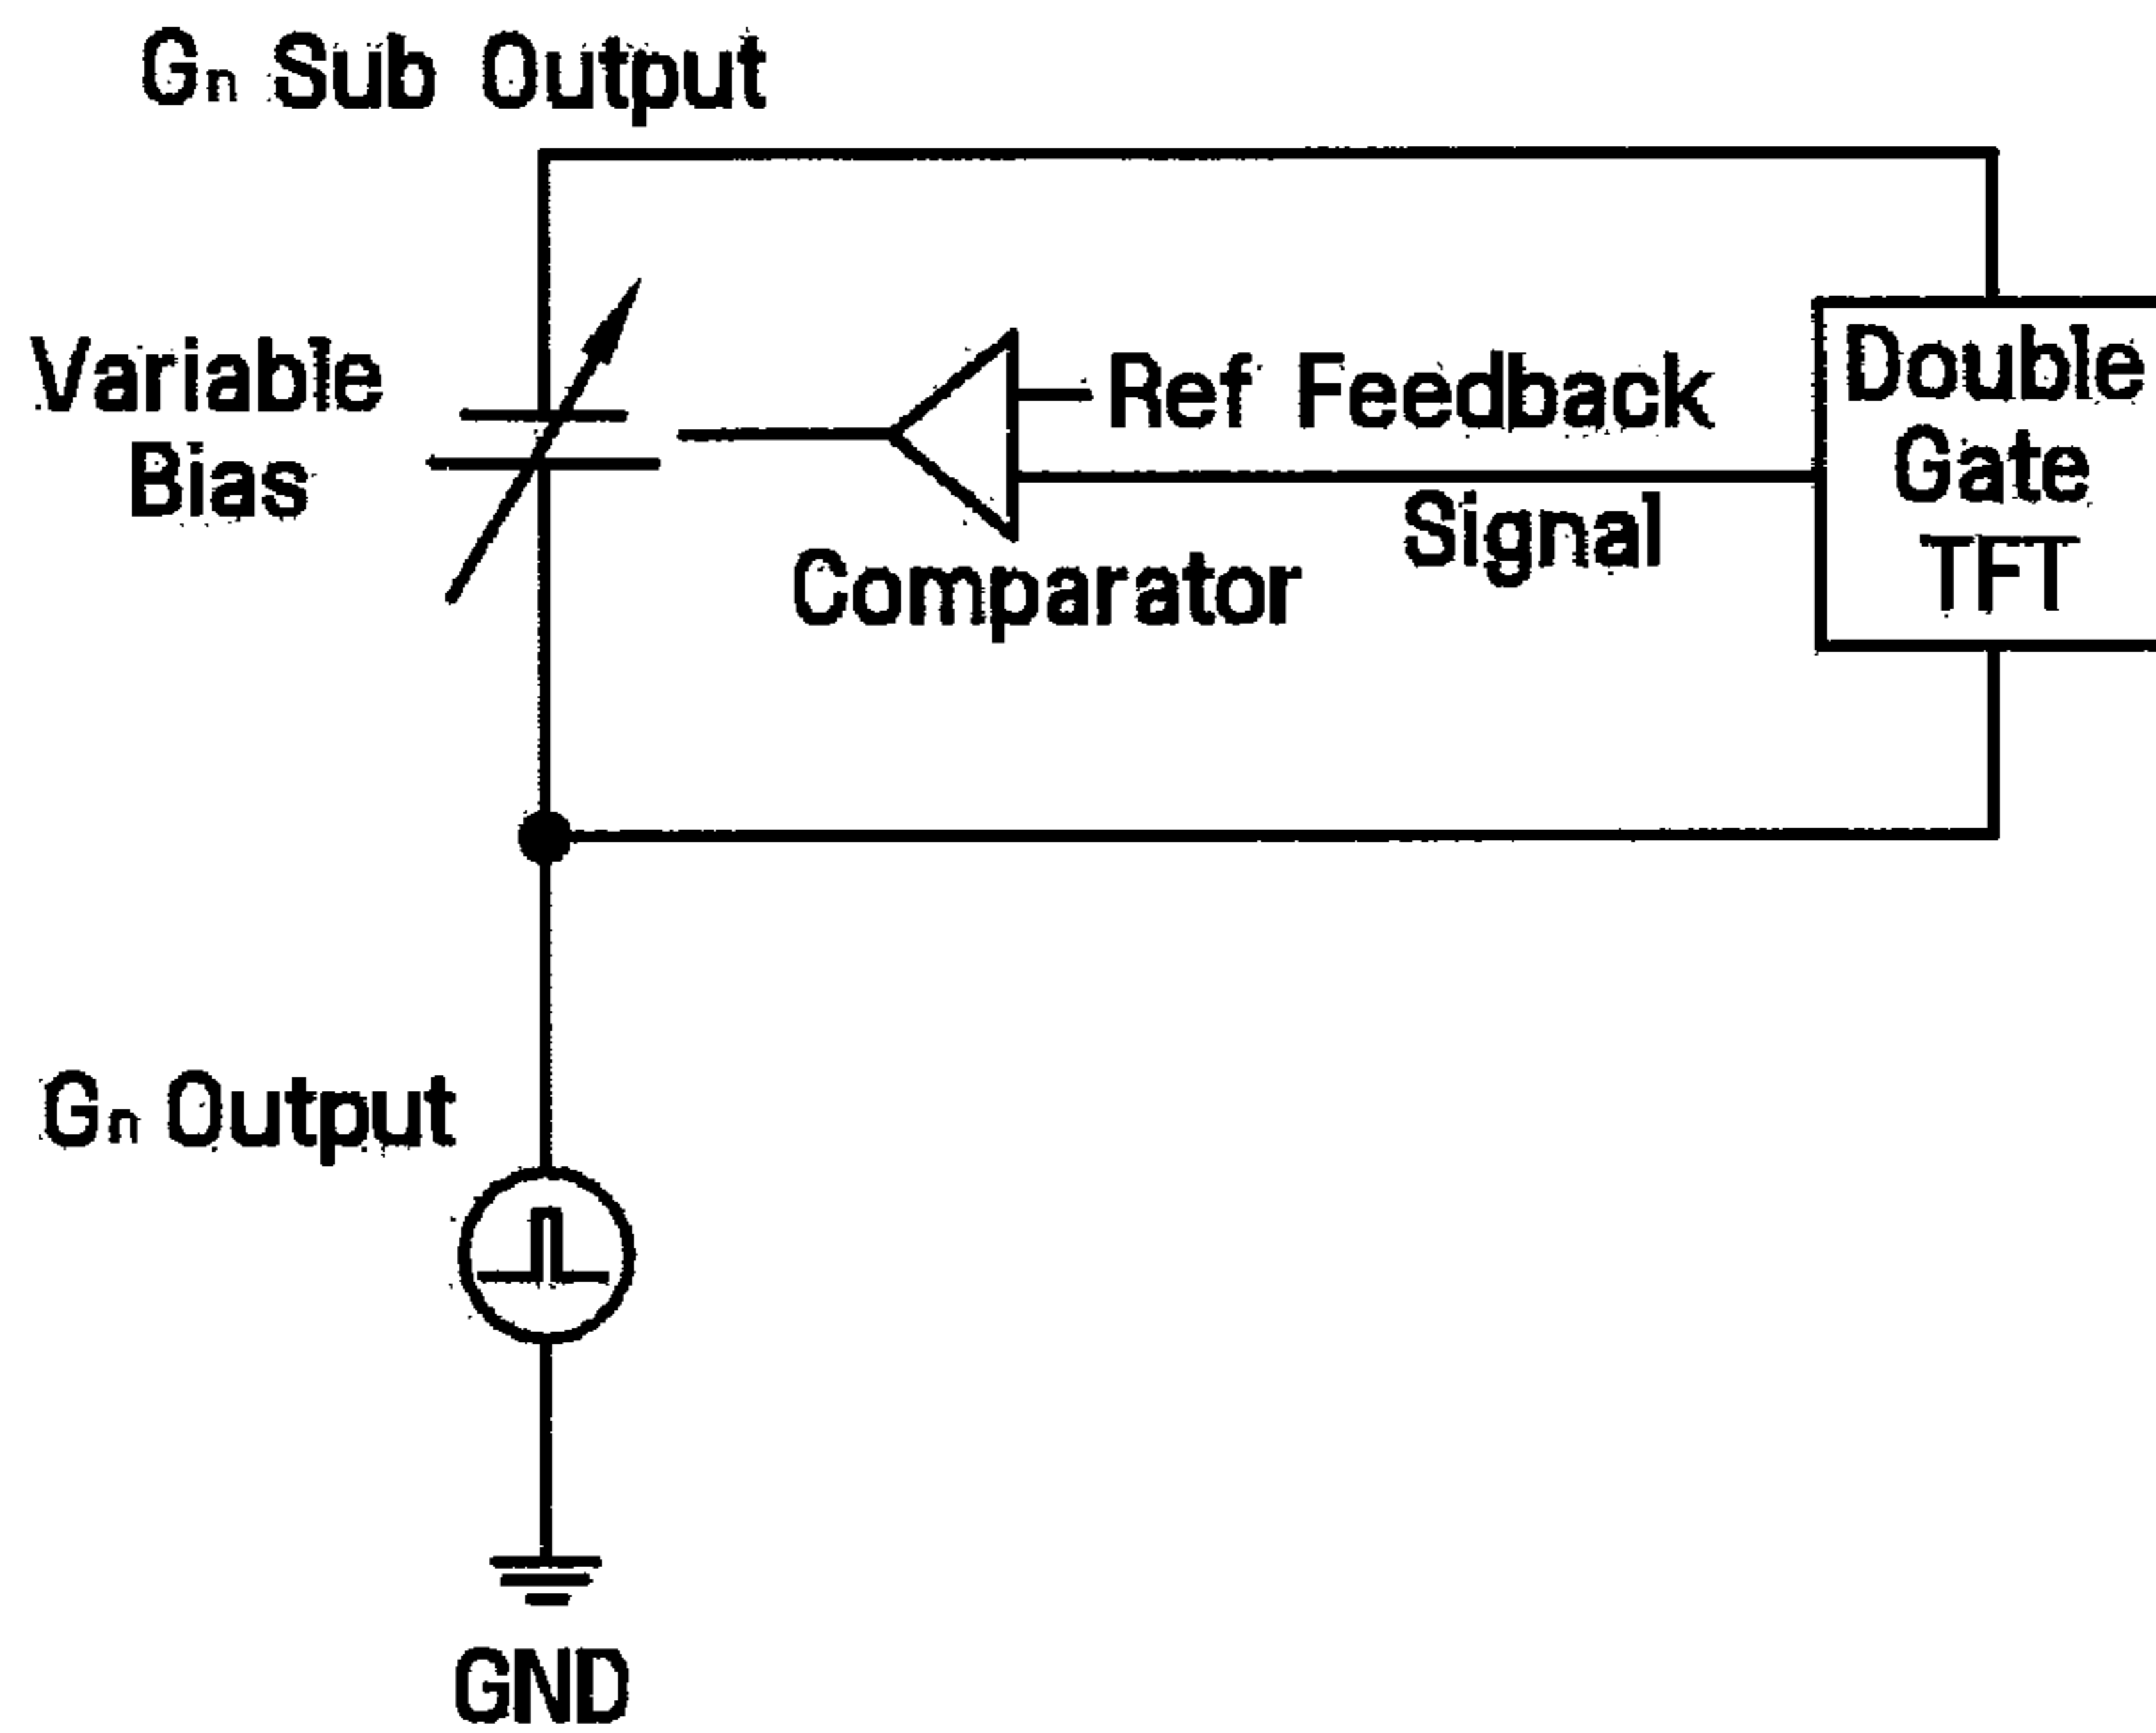 Gn Sub Output
Variable
Bias
Ref Feedback
Signal
Comparator
Double
Gate
TFT
Gn Output
GND